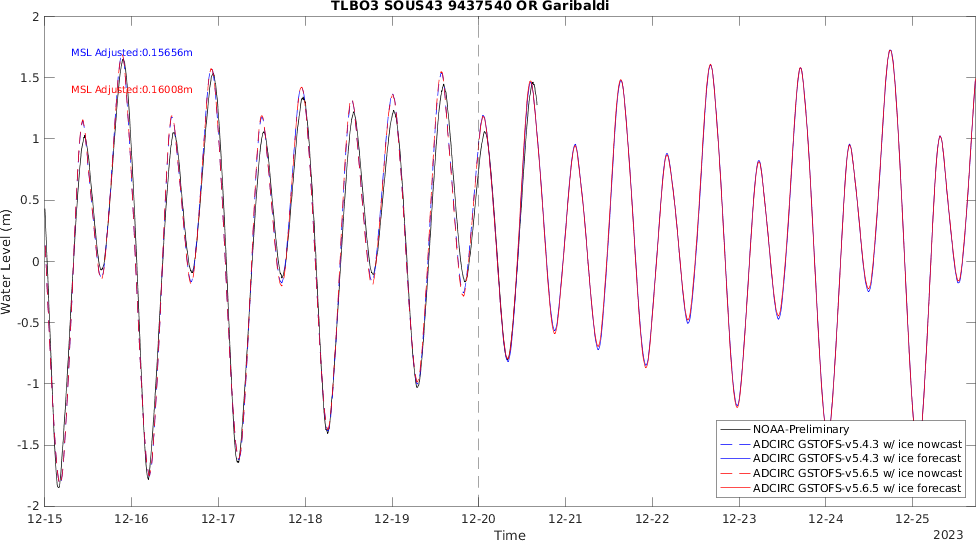 TLBO3 SOUS43 9437540 OR Garibaldi
2
1.5
1
0.5
0
-0.5
-1
-1.5
-2
Water Level (m)
MSL Adjusted:0.15656m
MSL Adjusted:0.16008m
NOAA-Preliminary
ADCIRC GSTOFS-v5.4.3 w/ ice nowcast
ADCIRC GSTOFS-v5.4.3 w/ ice forecast
ADCIRC GSTOFS-v5.6.5 w/ ice nowcast
ADCIRC GSTOFS-v5.6.5 w/ ice forecast
12-15 12-16 12-17 12-18 12-19 12-20 12-21 12-22 12-23 12-24 12-25
Time
2023